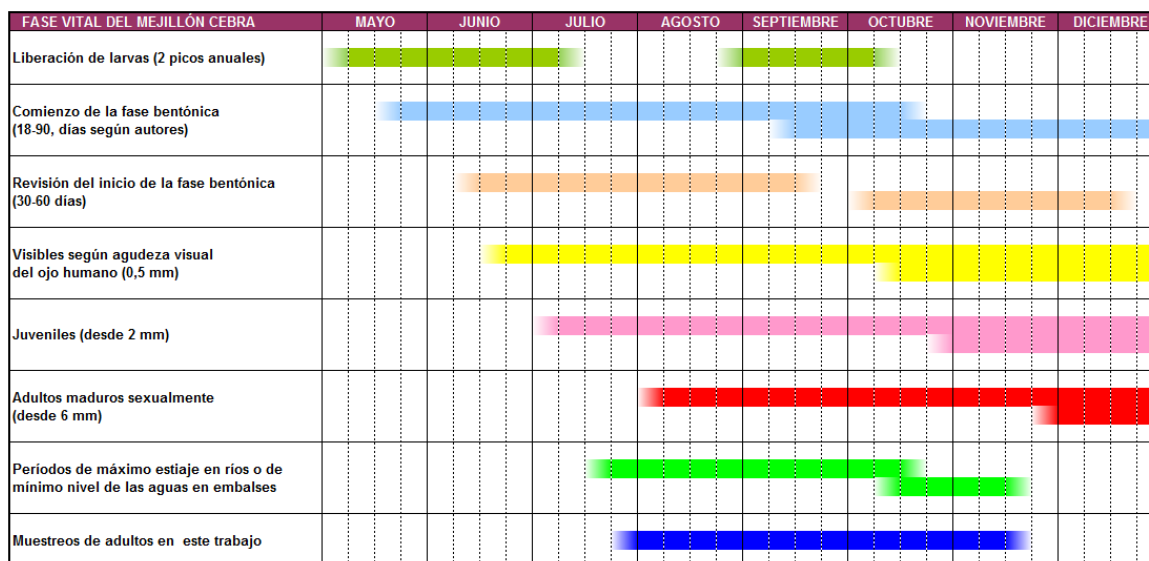 FASE VITAL DEL MEJILLÓN CEBRA MAYO JUNIO JULIO AGOSTO SEPTIEMBRE OCTUBRE NOVIEMBRE DICIEMBRE
Liberación de larvas (2 picos anuales)
Comienzo de la fase bentónica
(18-90, días según autores)
Revisión del inicio de la fase bentónica
(30-60 días)
Visibles según agudeza visual
del ojo humano (0,5 mm)
Juveniles (desde 2 mm)
Adultos maduros sexualmente
(desde 6 mm)
Períodos de máximo estiaje en ríos o de
mínimo nivel de las aguas en embalses
Muestreos de adultos en este trabajo